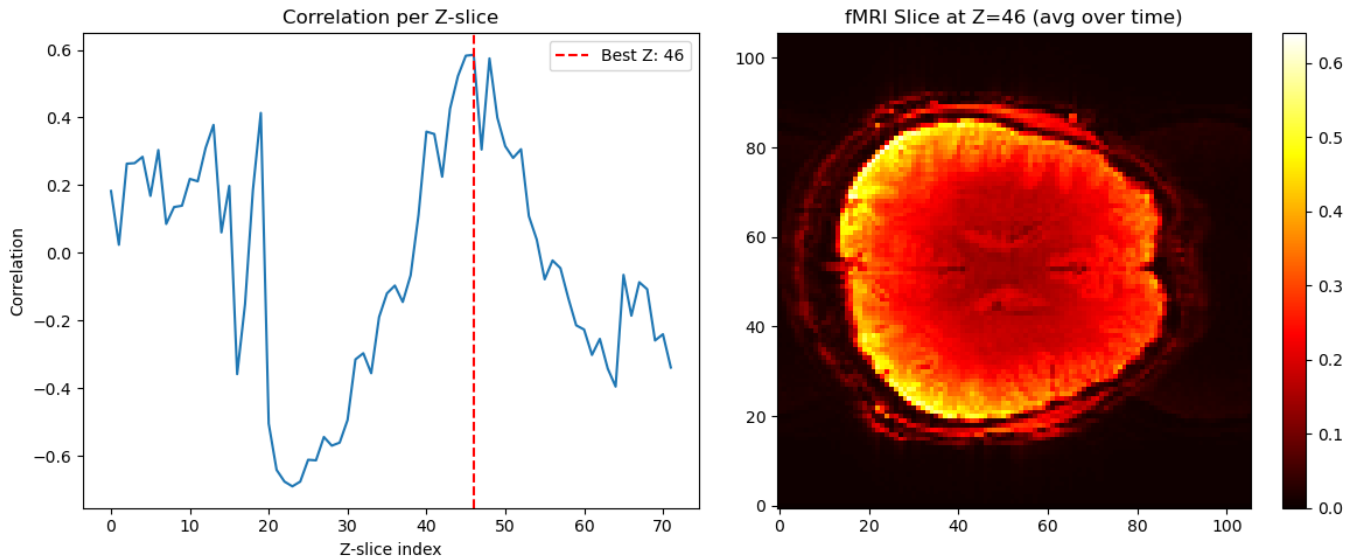 Correlation per Z-slice
Correlation
0.6
0.4
0.2
0.0
−0.2
−0.4
−0.6
Best Z: 46
0 10 20 30 40 50 60 70
Z-slice index
fMRI Slice at Z=46 (avg over time)
100
80
60
40
20
0
0 20 40 60 80 100
0.6
0.5
0.4
0.3
0.2
0.1
0.0